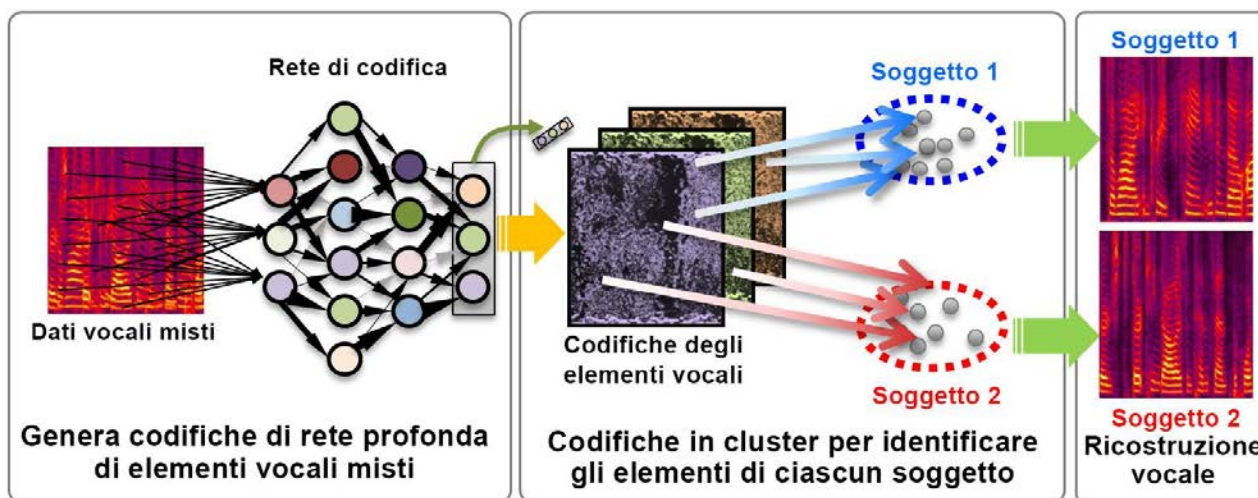 Rete di codifica
Dati vocali misti
Genera codifiche di rete profonda
di elementi vocali misti
Soggetto 1
Codifiche degli
elementi vocali
Soggetto 2
Codifiche in cluster per identificare
gli elementi di ciascun soggetto
Soggetto 1
Soggetto 2
Ricostruzione
vocale